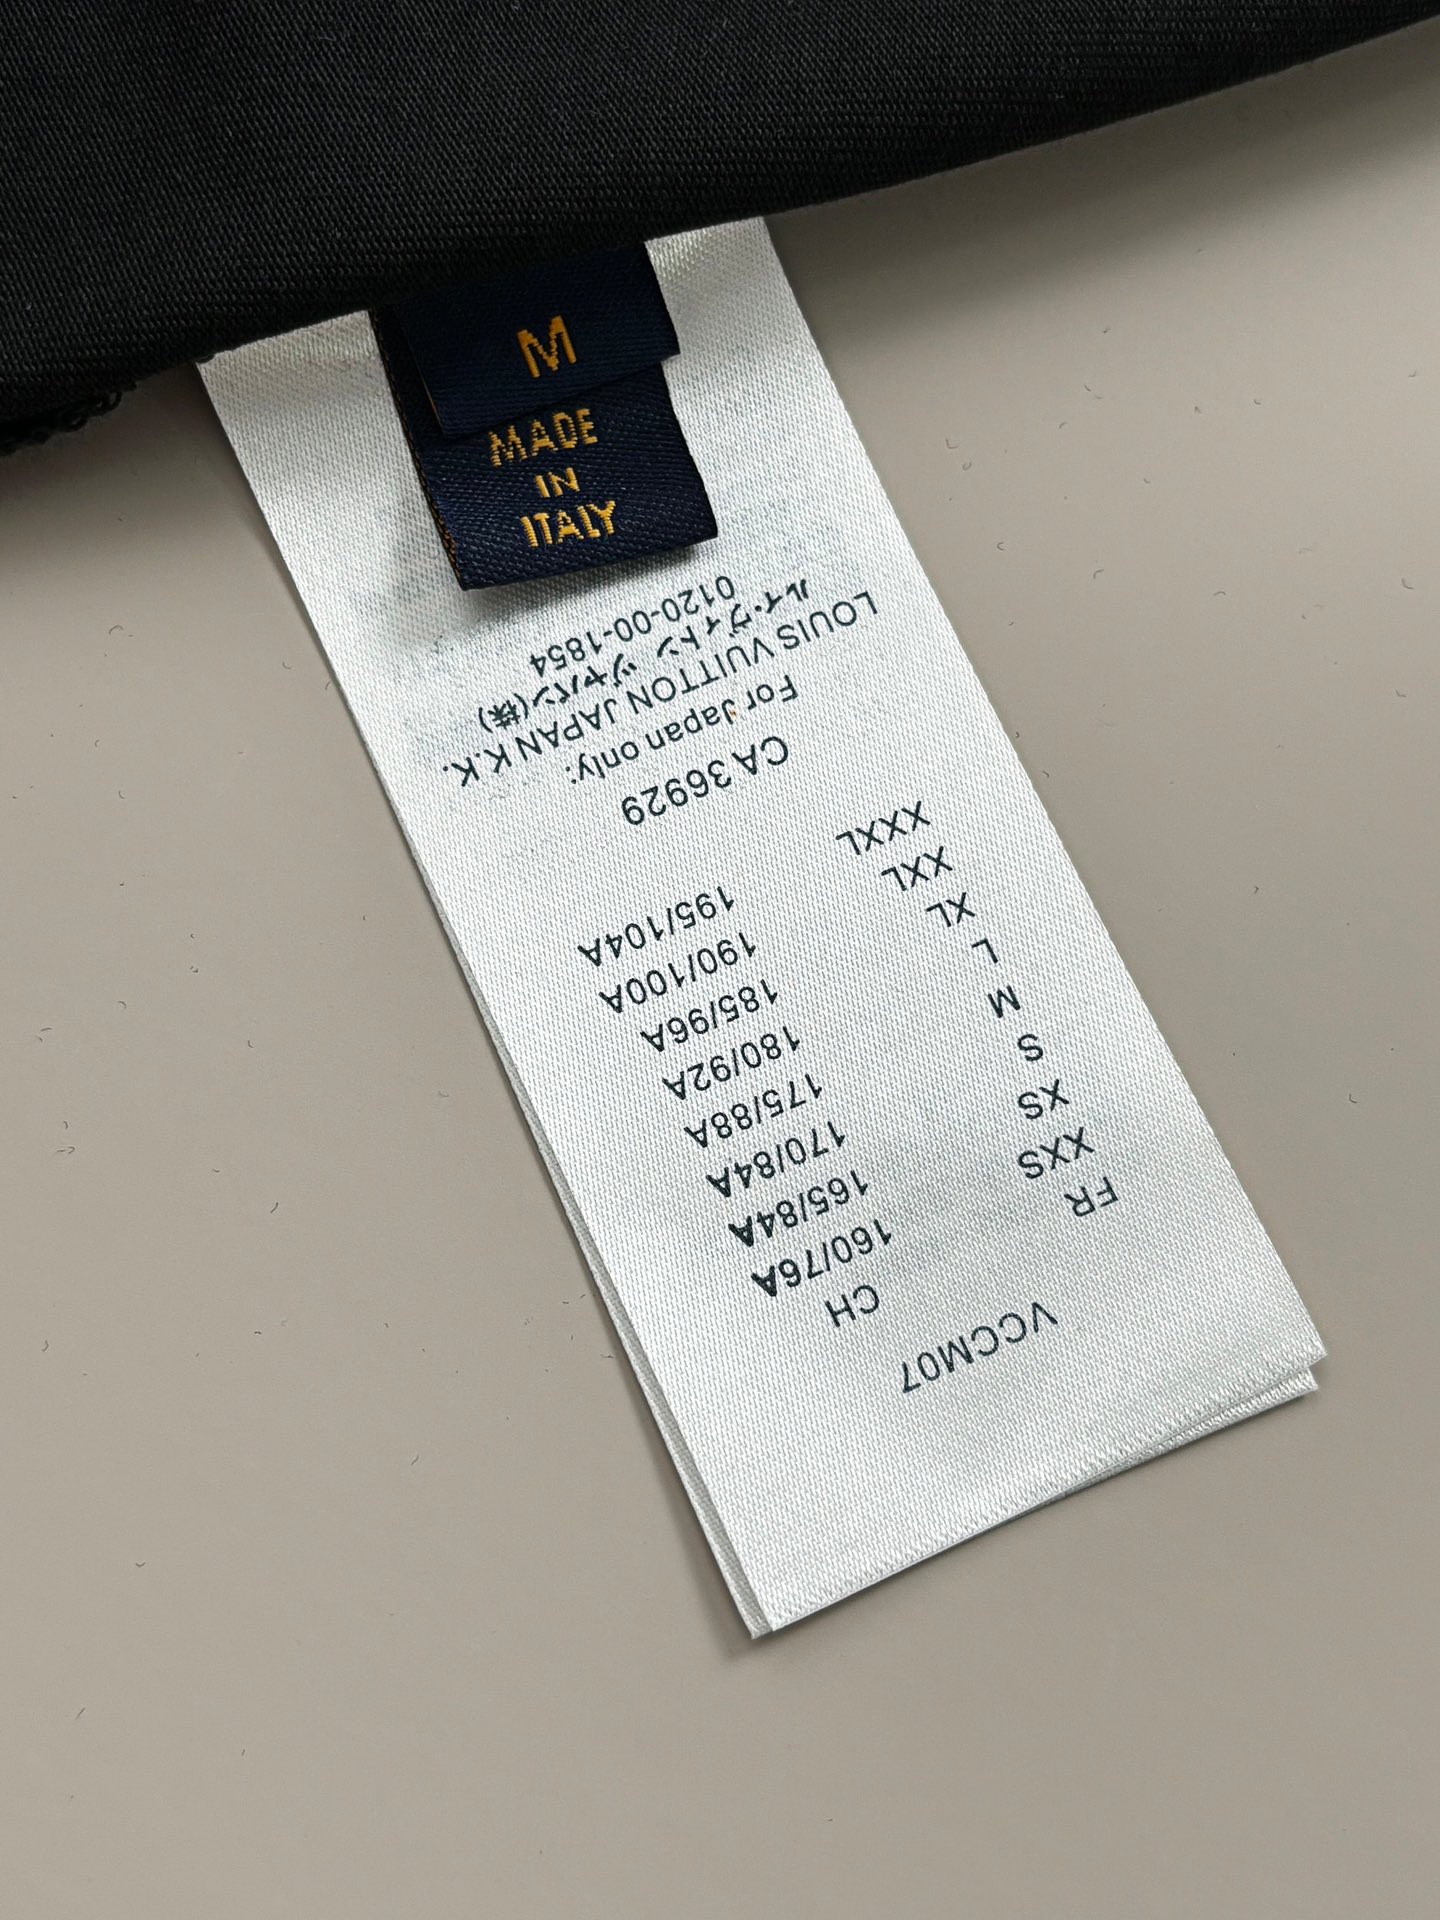 M
MADE
IN
ITALY
VCCM07
FR CH
XXS 160/76A
XS 165/84A
S 170/84A
M 175/88A
L 180/92A
XL 185/96A
XXL 190/100A
XXXL 195/104A
CA 36929
For Japan only:
LOUIS VUITTON JAPAN K.K.
ルイ・ヴィトン ジャパン(株)
0120-00-1854